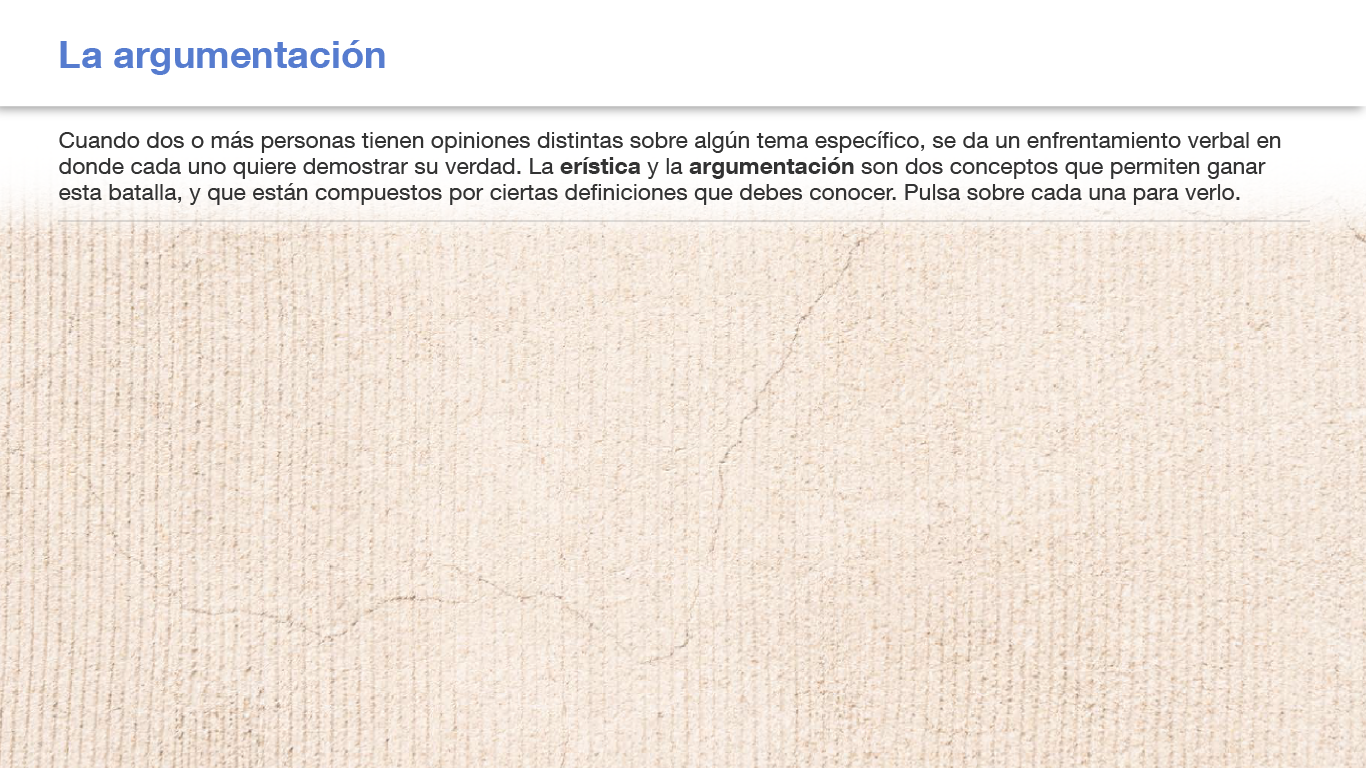 La argumentación
Cuando dos o más personas tienen opiniones distintas sobre algún tema específico, se da un enfrentamiento verbal en
donde cada uno quiere demostrar su verdad. La erística y la argumentación son dos conceptos que permiten ganar
esta batalla, y que están compuestos por ciertas definiciones que debes conocer. Pulsa sobre cada una para verlo.